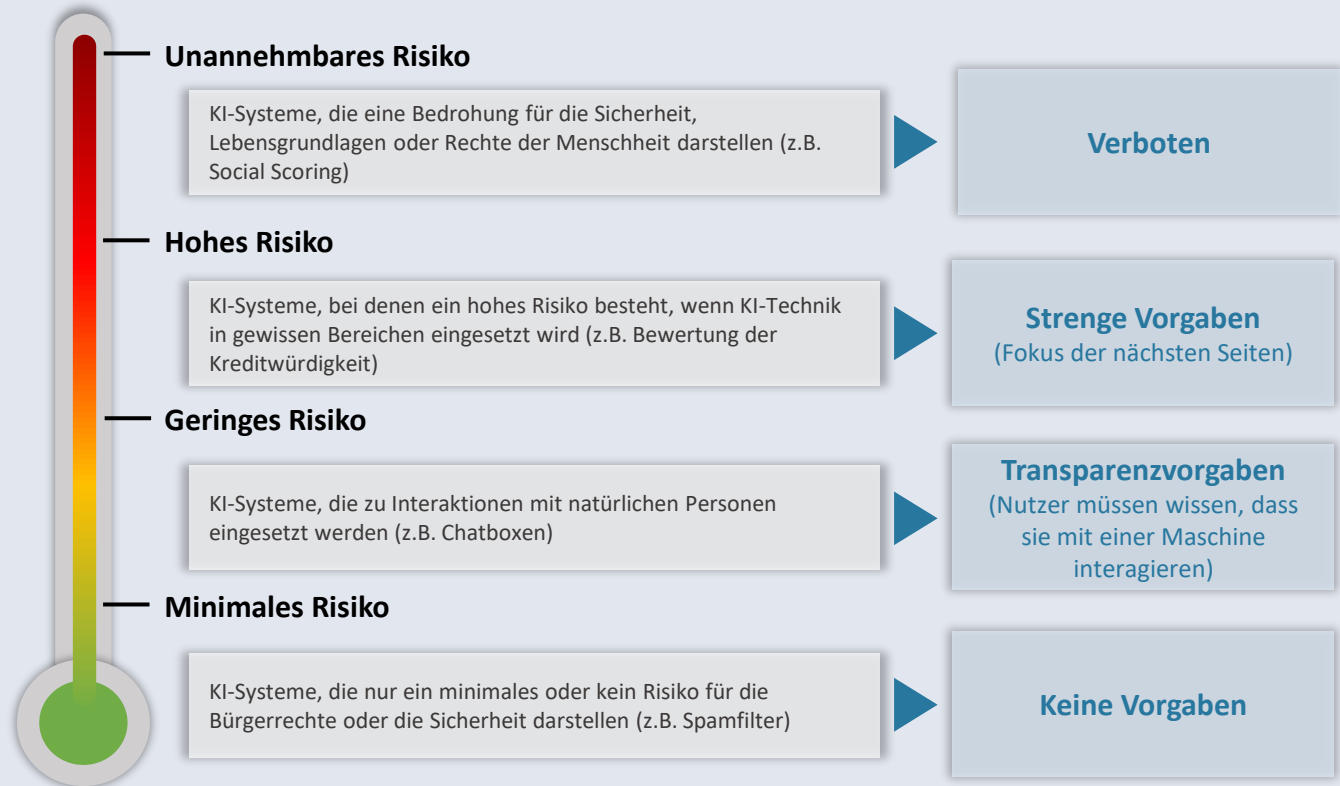 Unannehmbares Risiko
KI-Systeme, die eine Bedrohung für die Sicherheit,
Lebensgrundlagen oder Rechte der Menschheit darstellen (z.B.
Social Scoring)
Verboten
Hohes Risiko
KI-Systeme, bei denen ein hohes Risiko besteht, wenn KI-Technik
in gewissen Bereichen eingesetzt wird (z.B. Bewertung der
Kreditwürdigkeit)
Strenge Vorgaben
(Fokus der nächsten Seiten)
Geringes Risiko
KI-Systeme, die zu Interaktionen mit natürlichen Personen
eingesetzt werden (z.B. Chatboxen)
Transparenzvorgaben
(Nutzer müssen wissen, dass
sie mit einer Maschine
interagieren)
Minimales Risiko
KI-Systeme, die nur ein minimales oder kein Risiko für die
Bürgerrechte oder die Sicherheit darstellen (z.B. Spamfilter)
Keine Vorgaben